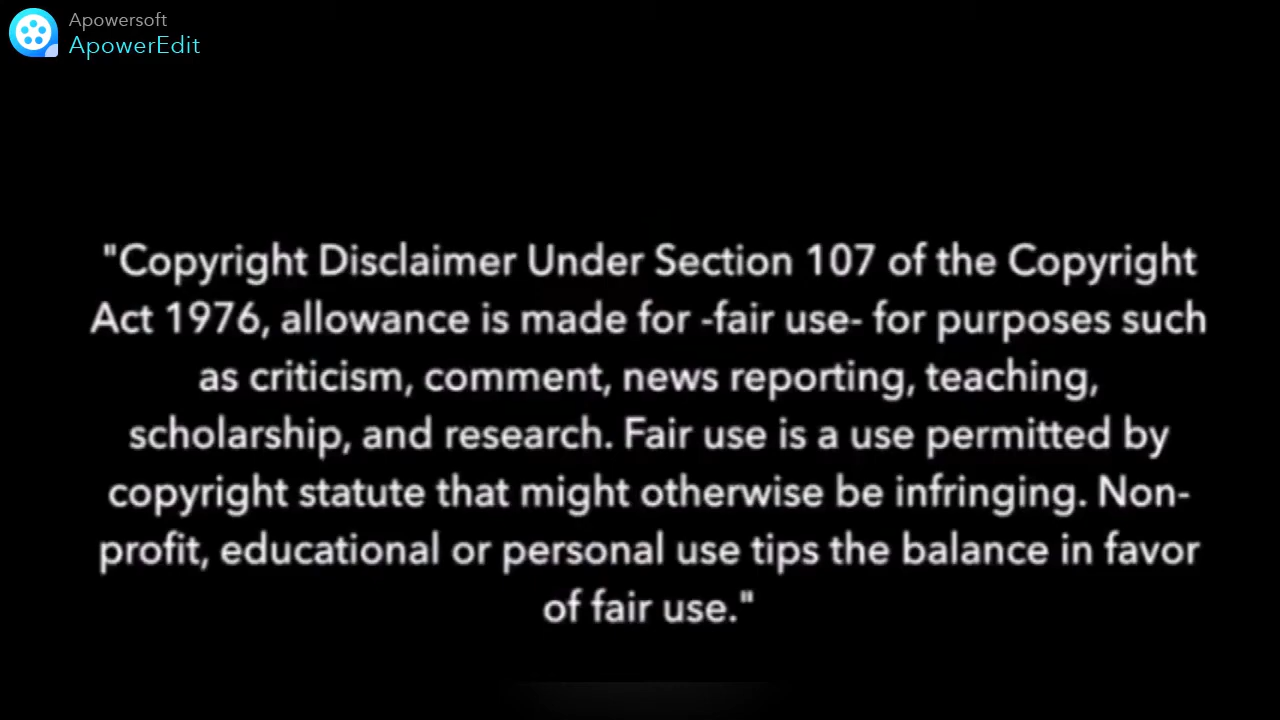 Apowersoft
ApowerEdit
"Copyright Disclaimer Under Section 107 of the Copyright
Act 1976, allowance is made for -fair use- for purposes such
as criticism, comment, news reporting, teaching,
scholarship, and research. Fair use is a use permitted by
copyright statute that might otherwise be infringing. Non-
profit, educational or personal use tips the balance in favor
of fair use."